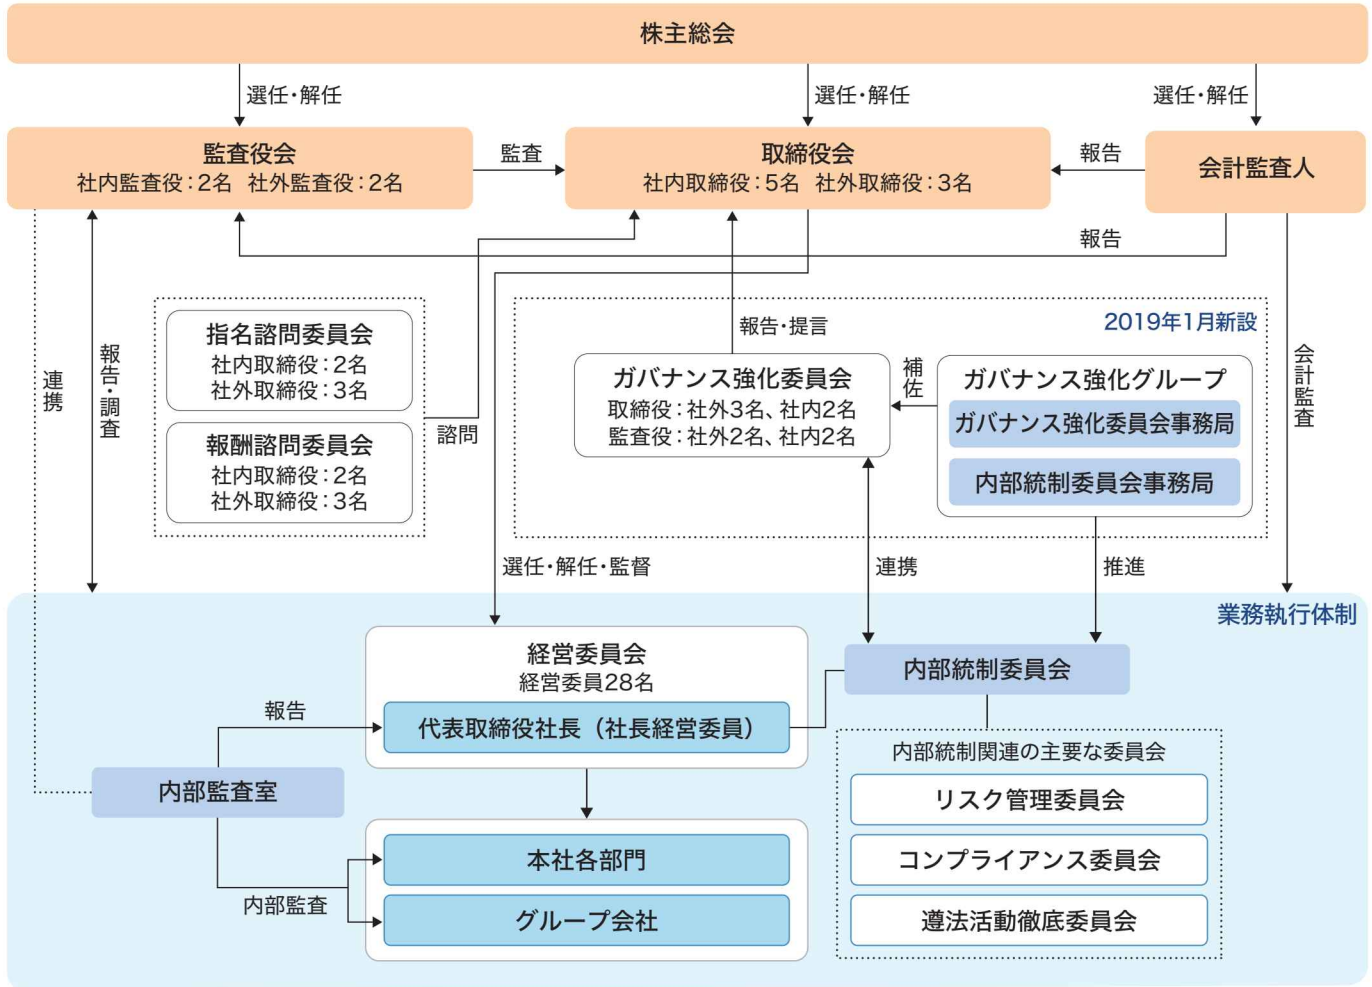 株主総会
選任・解任
選任・解任
選任・解任
監査役会
社内監査役：2名 社外監査役：2名
監査
取締役会
社内取締役：5名 社外取締役：3名
報告
会計監査人
報告
連携
報告・調査
指名諮問委員会
社内取締役：2名
社外取締役：3名
報酬諮問委員会
社内取締役：2名
社外取締役：3名
諮問
報告・提言
2019年1月新設
ガバナンス強化委員会
取締役：社外3名、社内2名
監査役：社外2名、社内2名
補佐
ガバナンス強化グループ
ガバナンス強化委員会事務局
内部統制委員会事務局
会計監査
選任・解任・監督
連携
推進
業務執行体制
経営委員会
経営委員28名
代表取締役社長（社長経営委員）
内部統制委員会
報告
内部監査室
内部監査
本社各部門
グループ会社
内部統制関連の主要な委員会
リスク管理委員会
コンプライアンス委員会
遵法活動徹底委員会